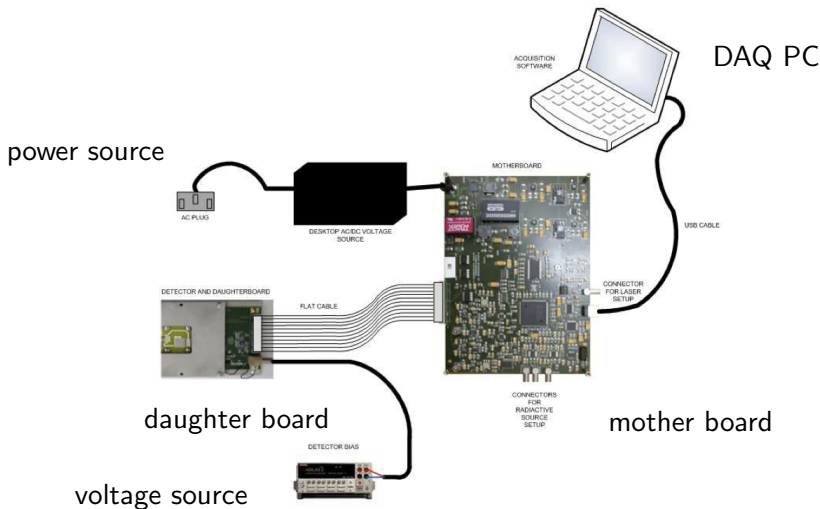 ACQUISITION
SOFTWARE
DAQ PC
power source
MOTHERBOARD
AC PLUG
DESKTOP AC/DC VOLTAGE
SOURCE
USB CABLE
DETECTOR AND DAUGHTERBOARD
FLAT CABLE
CONNECTOR
FOR LASER
SETUP
CONNECTORS
FOR
RADIACTIVE
SOURCE
SETUP
daughter board
mother board
DETECTOR BIAS
voltage source